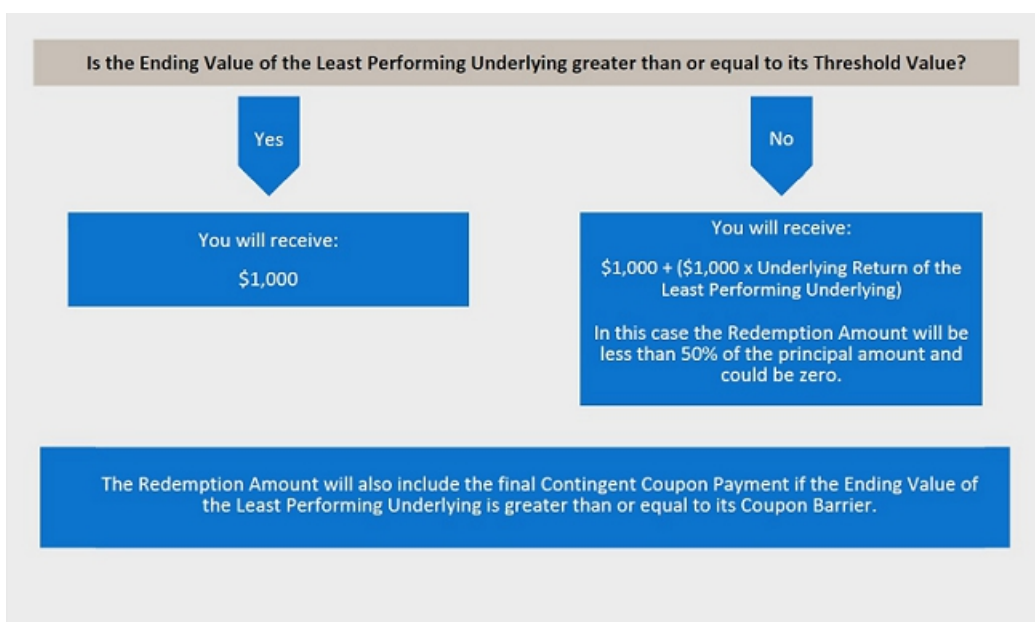 Is the Ending Value of the Least Performing Underlying greater than or equal to its Threshold Value?
Yes
No
You will receive:
$1,000
You will receive:
$1,000 + ($1,000 x Underlying Return of the
Least Performing Underlying)
In this case the Redemption Amount will be
less than 50% of the principal amount and
could be zero.
The Redemption Amount will also include the final Contingent Coupon Payment if the Ending Value of
the Least Performing Underlying is greater than or equal to its Coupon Barrier.